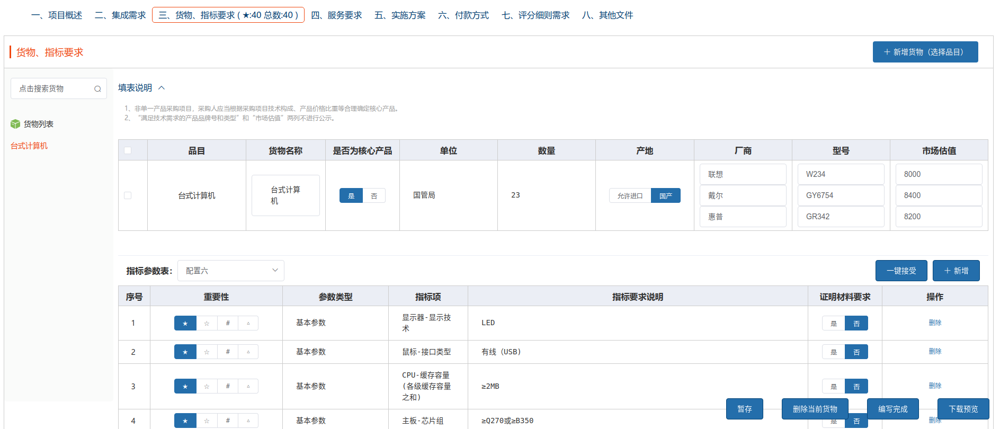 一、项目概述 二、集成需求 三、货物、指标要求 ( ★:40 总数:40 ) 四、服务要求 五、实施方案 六、付款方式 七、评分细则需求 八、其他文件
货物、指标要求
+ 新增货物（选择品目）
点击搜索货物
货物列表
台式计算机
填表说明
1、非单一产品采购项目，采购人应当根据采购项目技术构成、产品价格比重等合理确定核心产品。
2、“满足技术需求的产品品牌号和类型”和“市场估值”两列不进行公示。
品目 货物名称 是否为核心产品 单位 数量 产地 厂商 型号 市场估值
台式计算机 台式计算机 是 否 国管局 23 允许进口 国产
联想 W234 8000
戴尔 GY6754 8400
惠普 GR342 8200
指标参数表: 配置六 一键接受 + 新增
序号 重要性 参数类型 指标项 指标要求说明 证明材料要求 操作
1 ★ ☆ # △ 基本参数 显示器-显示技术 LED 是 否 删除
2 ★ ☆ # △ 基本参数 鼠标-接口类型 有线（USB） 是 否 删除
3 ★ ☆ # △ 基本参数 CPU-缓存容量(各级缓存容量之和) ≥2MB 是 否 删除
暂存 删除当前货物 编写完成 下载预览
4 ★ ☆ # △ 基本参数 主板-芯片组 ≥Q270或≥B350 是 否 删除